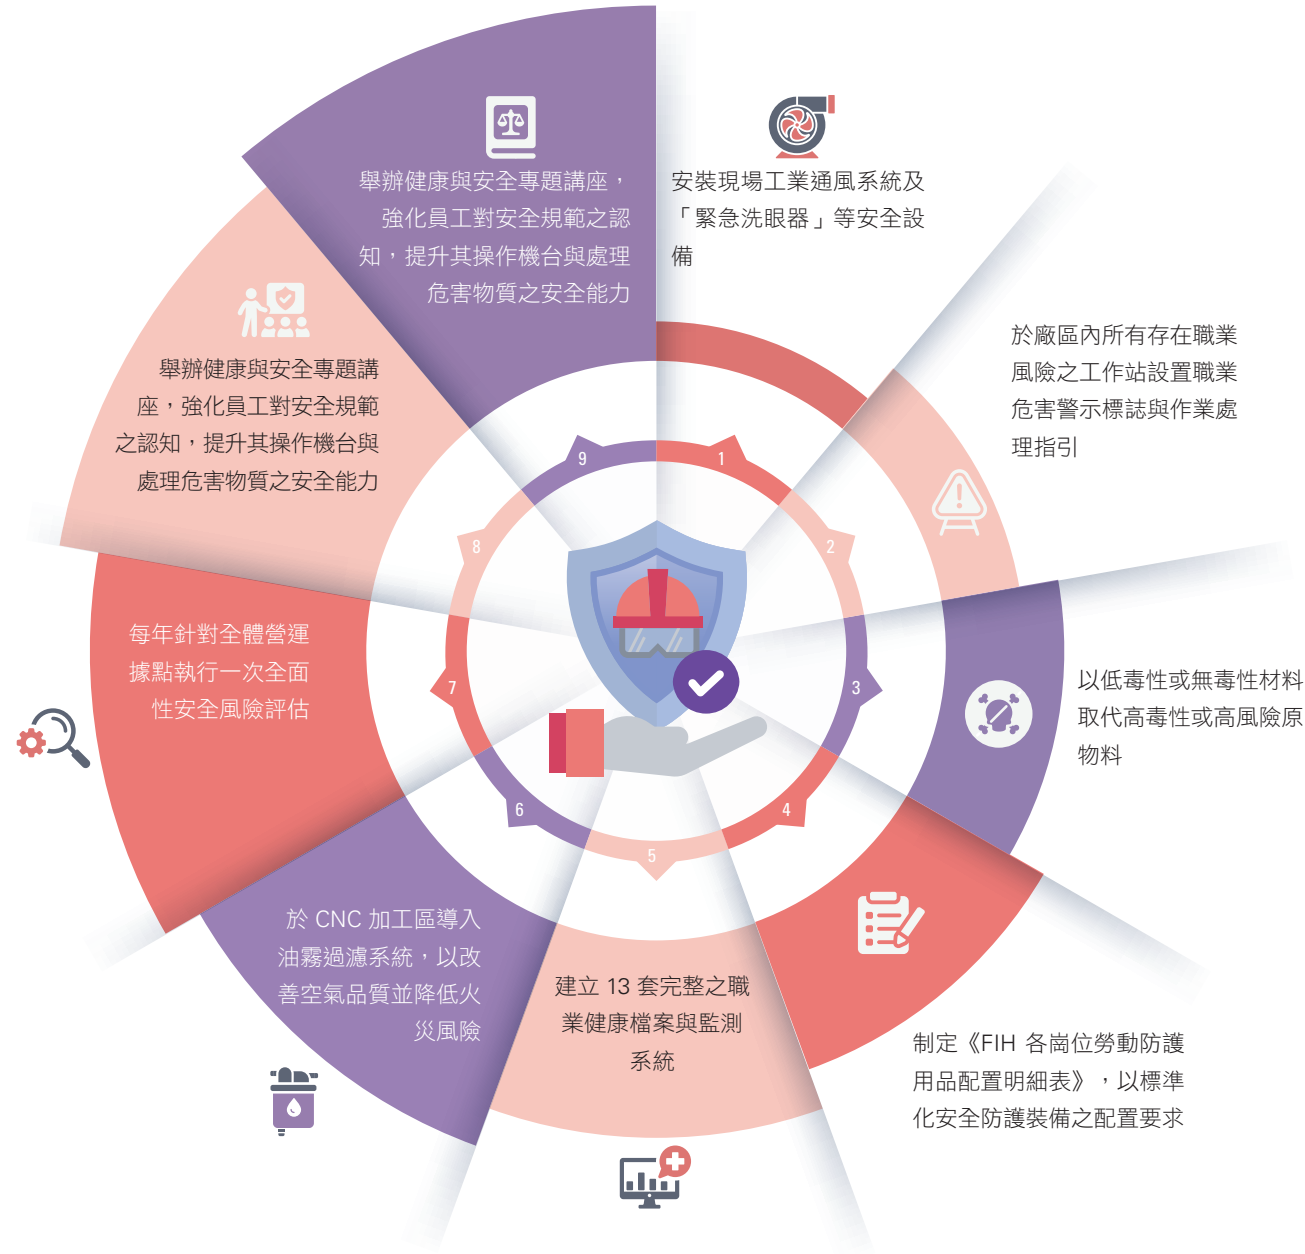 1
安裝現場工業通風系統及
「緊急洗眼器」等安全設
備
2
於廠區內所有存在職業
風險之工作站設置職業
危害警示標誌與作業處
理指引
3
以低毒性或無毒性材料
取代高毒性或高風險原
物料
4
制定《FIH 各崗位勞動防護
用品配置明細表》，以標準
化安全防護裝備之配置要求
5
建立 13 套完整之職
業健康檔案與監測
系統
6
於 CNC 加工區導入
油霧過濾系統，以改
善空氣品質並降低火
災風險
7
每年針對全體營運
據點執行一次全面
性安全風險評估
8
舉辦健康與安全專題講
座，強化員工對安全規範
之認知，提升其操作機台與
處理危害物質之安全能力
9
舉辦健康與安全專題講座，
強化員工對安全規範之認
知，提升其操作機台與處理
危害物質之安全能力